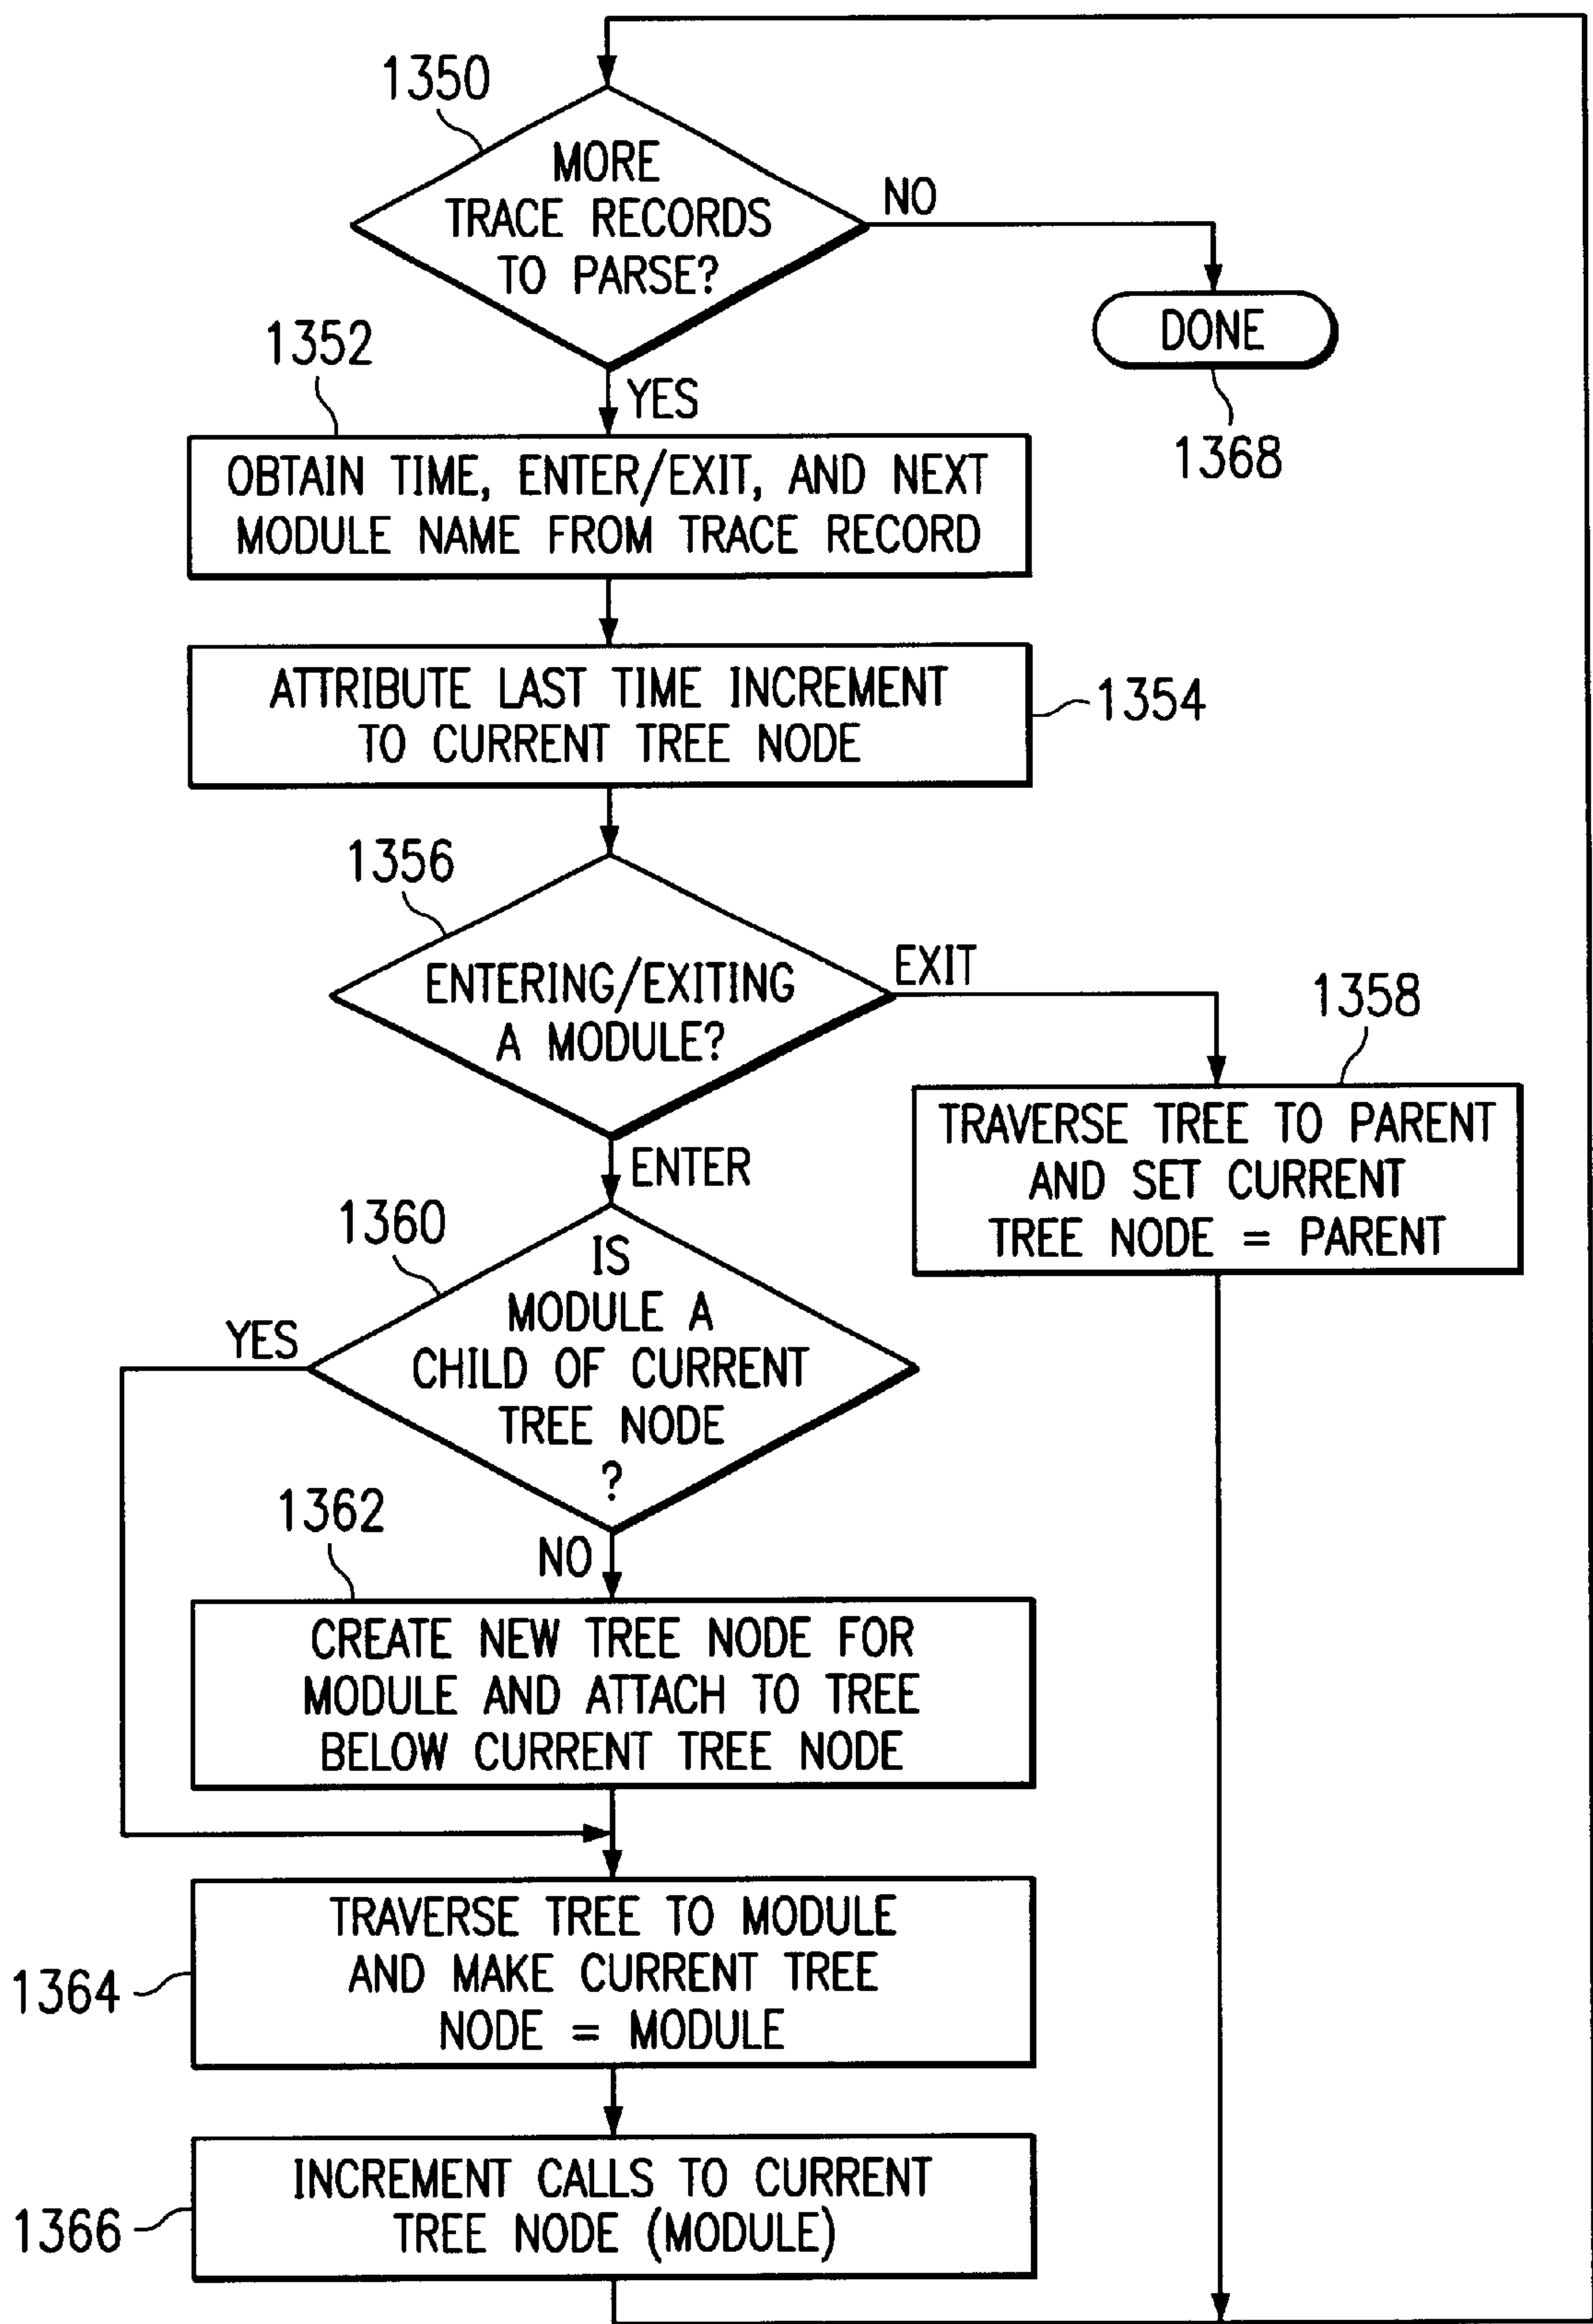 1350
MORE
TRACE RECORDS
TO PARSE?
NO
DONE
1368
YES
1352
OBTAIN TIME, ENTER/EXIT, AND NEXT
MODULE NAME FROM TRACE RECORD
ATTRIBUTE LAST TIME INCREMENT
TO CURRENT TREE NODE
1354
1356
ENTERING/EXITING
A MODULE?
EXIT
1358
TRAVERSE TREE TO PARENT
AND SET CURRENT
TREE NODE = PARENT
ENTER
1360
IS
MODULE A
CHILD OF CURRENT
TREE NODE
?
YES
NO
1362
CREATE NEW TREE NODE FOR
MODULE AND ATTACH TO TREE
BELOW CURRENT TREE NODE
TRAVERSE TREE TO MODULE
AND MAKE CURRENT TREE
NODE = MODULE
1364
INCREMENT CALLS TO CURRENT
TREE NODE (MODULE)
1366